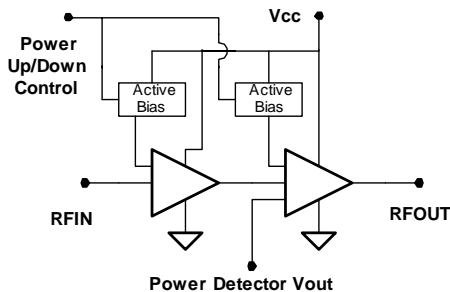 Vcc
Power
Up/Down
Control
Active
Bias
Active
Bias
RFIN
RFOUT
Power Detector Vout